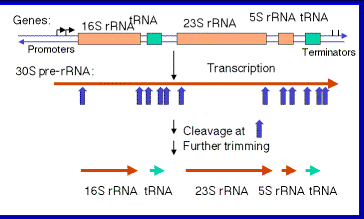 Genes: 16S rRNA tRNA 23S rRNA 5S rRNA tRNA
Promoters Terminators
30S pre-rRNA: Transcription
Cleavage at
Further trimming
16S rRNA tRNA 23S rRNA 5S rRNA tRNA